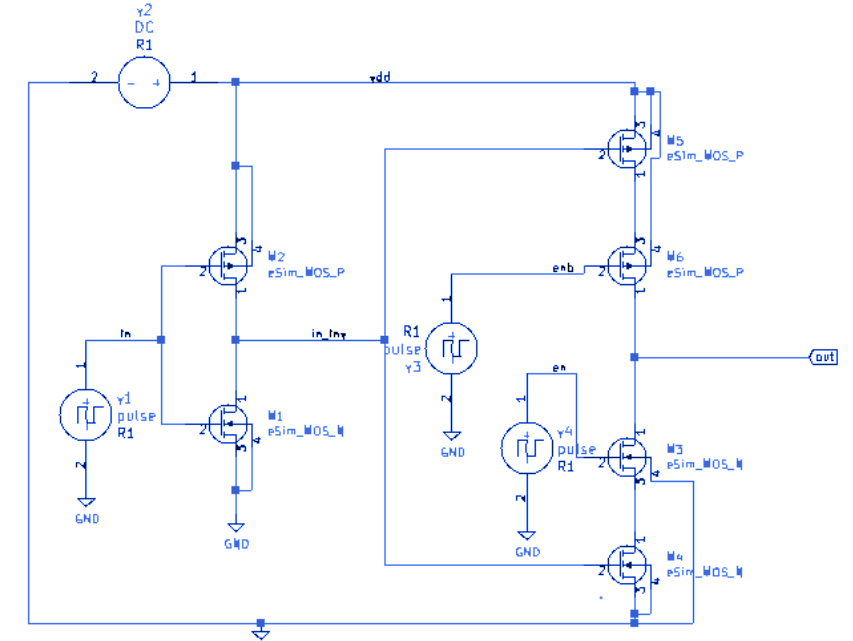 v2
DC
R1
2
1
vdd
- +
3
4
2
1
M5
eSim_MOS_P
3
4
2
1
M2
eSim_MOS_P
3
4
2
1
M6
eSim_MOS_P
enb
1
in
in_inv
R1
pulse
v3
out
1
v1
pulse
R1
2
GND
1
2
3
4
M1
eSim_MOS_N
GND
2
GND
en
1
v4
pulse
R1
2
GND
1
2
3
4
M3
eSim_MOS_N
1
2
3
4
M4
eSim_MOS_N